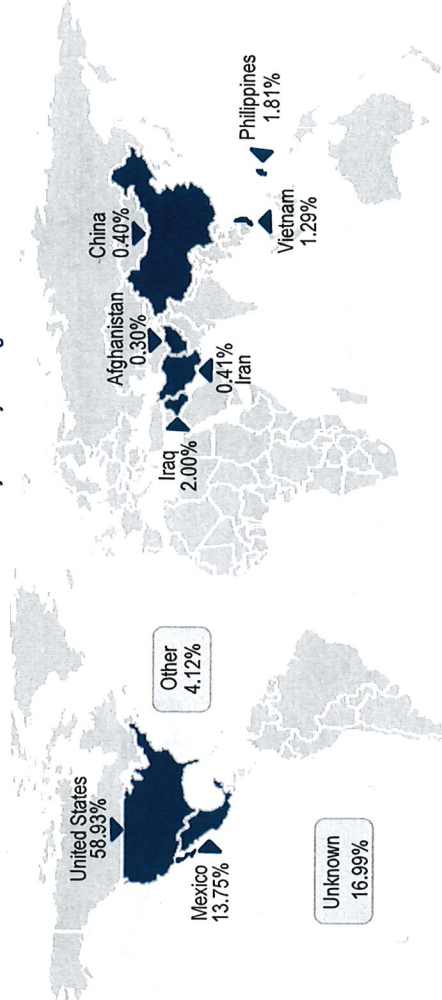 United States
58.93%
Mexico
13.75%
Other
4.12%
Unknown
16.99%
Iraq
2.00%
Afghanistan
0.30%
0.41%
Iran
China
0.40%
Vietnam
1.29%
Philippines
1.81%